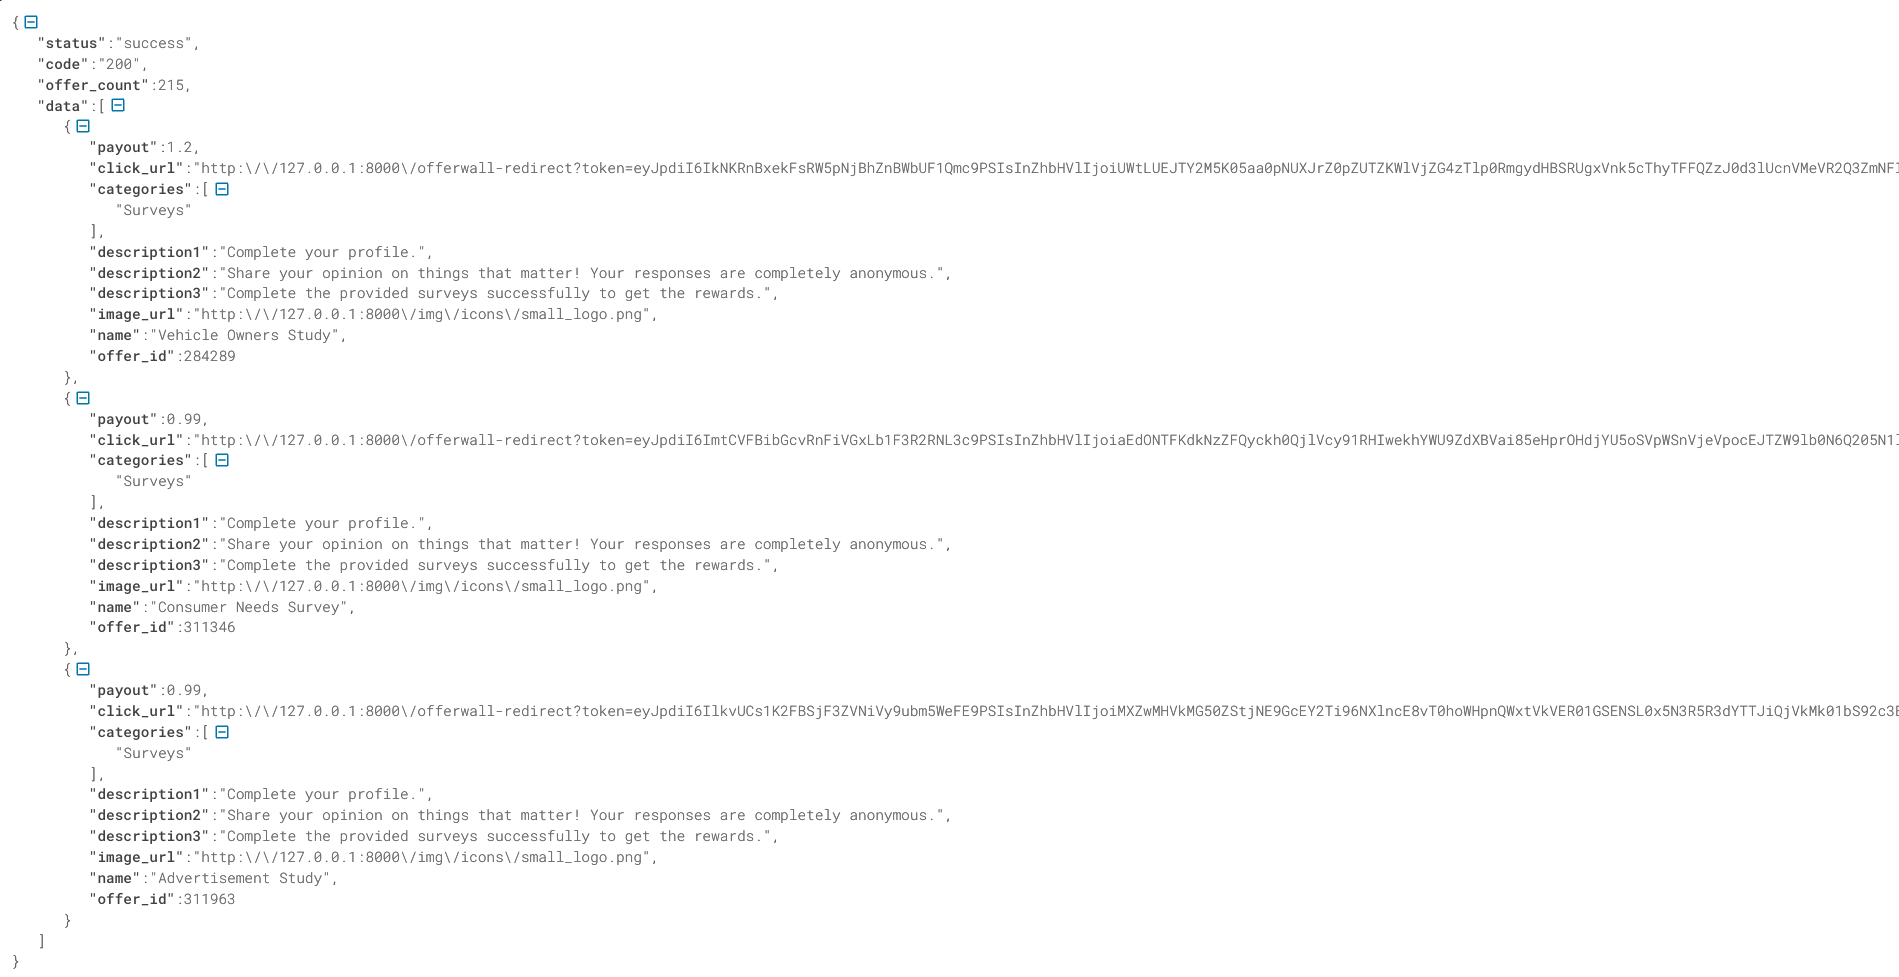 {
"status":"success",
"code":"200",
"offer_count":215,
"data":[
{
"payout":1.2,
"click_url":"http:\/\/127.0.0.1:8000\/offerwall-redirect?token=
"categories":[
"Surveys"
],
"description1":"Complete your profile.",
"description2":"Share your opinion on things that matter! Your responses are completely anonymous.",
"description3":"Complete the provided surveys successfully to get the rewards.",
"image_url":"http:\/\/127.0.0.1:8000\/img\/icons\/small_logo.png",
"name":"Vehicle Owners Study",
"offer_id":284289
},
{
"payout":0.99,
"click_url":"http:\/\/127.0.0.1:8000\/offerwall-redirect?token=
"categories":[
"Surveys"
],
"description1":"Complete your profile.",
"description2":"Share your opinion on things that matter! Your responses are completely anonymous.",
"description3":"Complete the provided surveys successfully to get the rewards.",
"image_url":"http:\/\/127.0.0.1:8000\/img\/icons\/small_logo.png",
"name":"Consumer Needs Survey",
"offer_id":311346
},
{
"payout":0.99,
"click_url":"http:\/\/127.0.0.1:8000\/offerwall-redirect?token=
"categories":[
"Surveys"
],
"description1":"Complete your profile.",
"description2":"Share your opinion on things that matter! Your responses are completely anonymous.",
"description3":"Complete the provided surveys successfully to get the rewards.",
"image_url":"http:\/\/127.0.0.1:8000\/img\/icons\/small_logo.png",
"name":"Advertisement Study",
"offer_id":311963
}
]
}